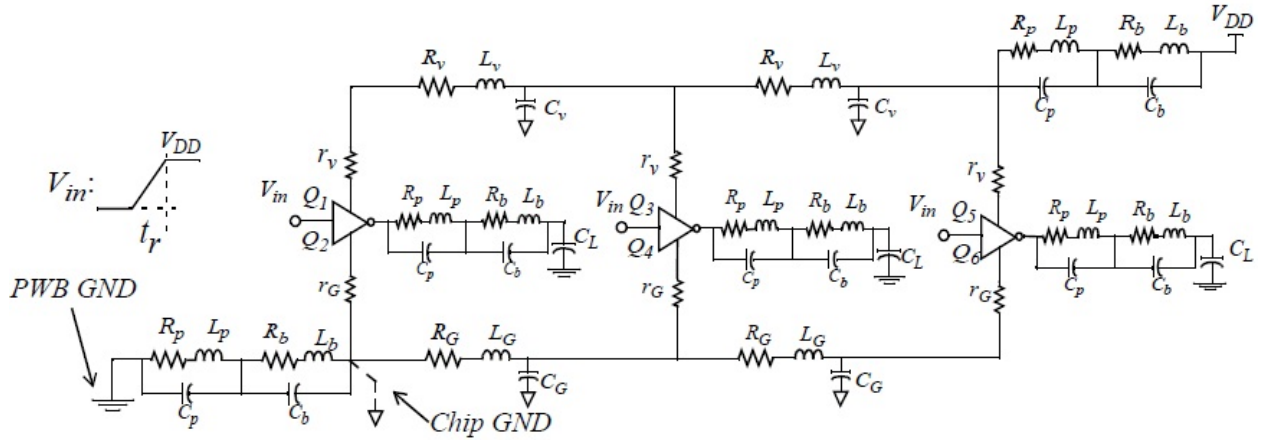 R_p L_p R_b L_b V_DD
R_v L_v R_v L_v
C_v C_v C_p C_b
V_DD
V_in:
t_r
r_v r_v r_v
V_in Q_1 R_p L_p R_b L_b
Q_2 C_p C_b C_L
V_in Q_3 R_p L_p R_b L_b
Q_4 C_p C_b C_L
V_in Q_5 R_p L_p R_b L_b
Q_6 C_p C_b C_L
r_G r_G r_G
PWB GND
R_p L_p R_b L_b R_G L_G R_G L_G
C_p C_b C_G C_G
Chip GND